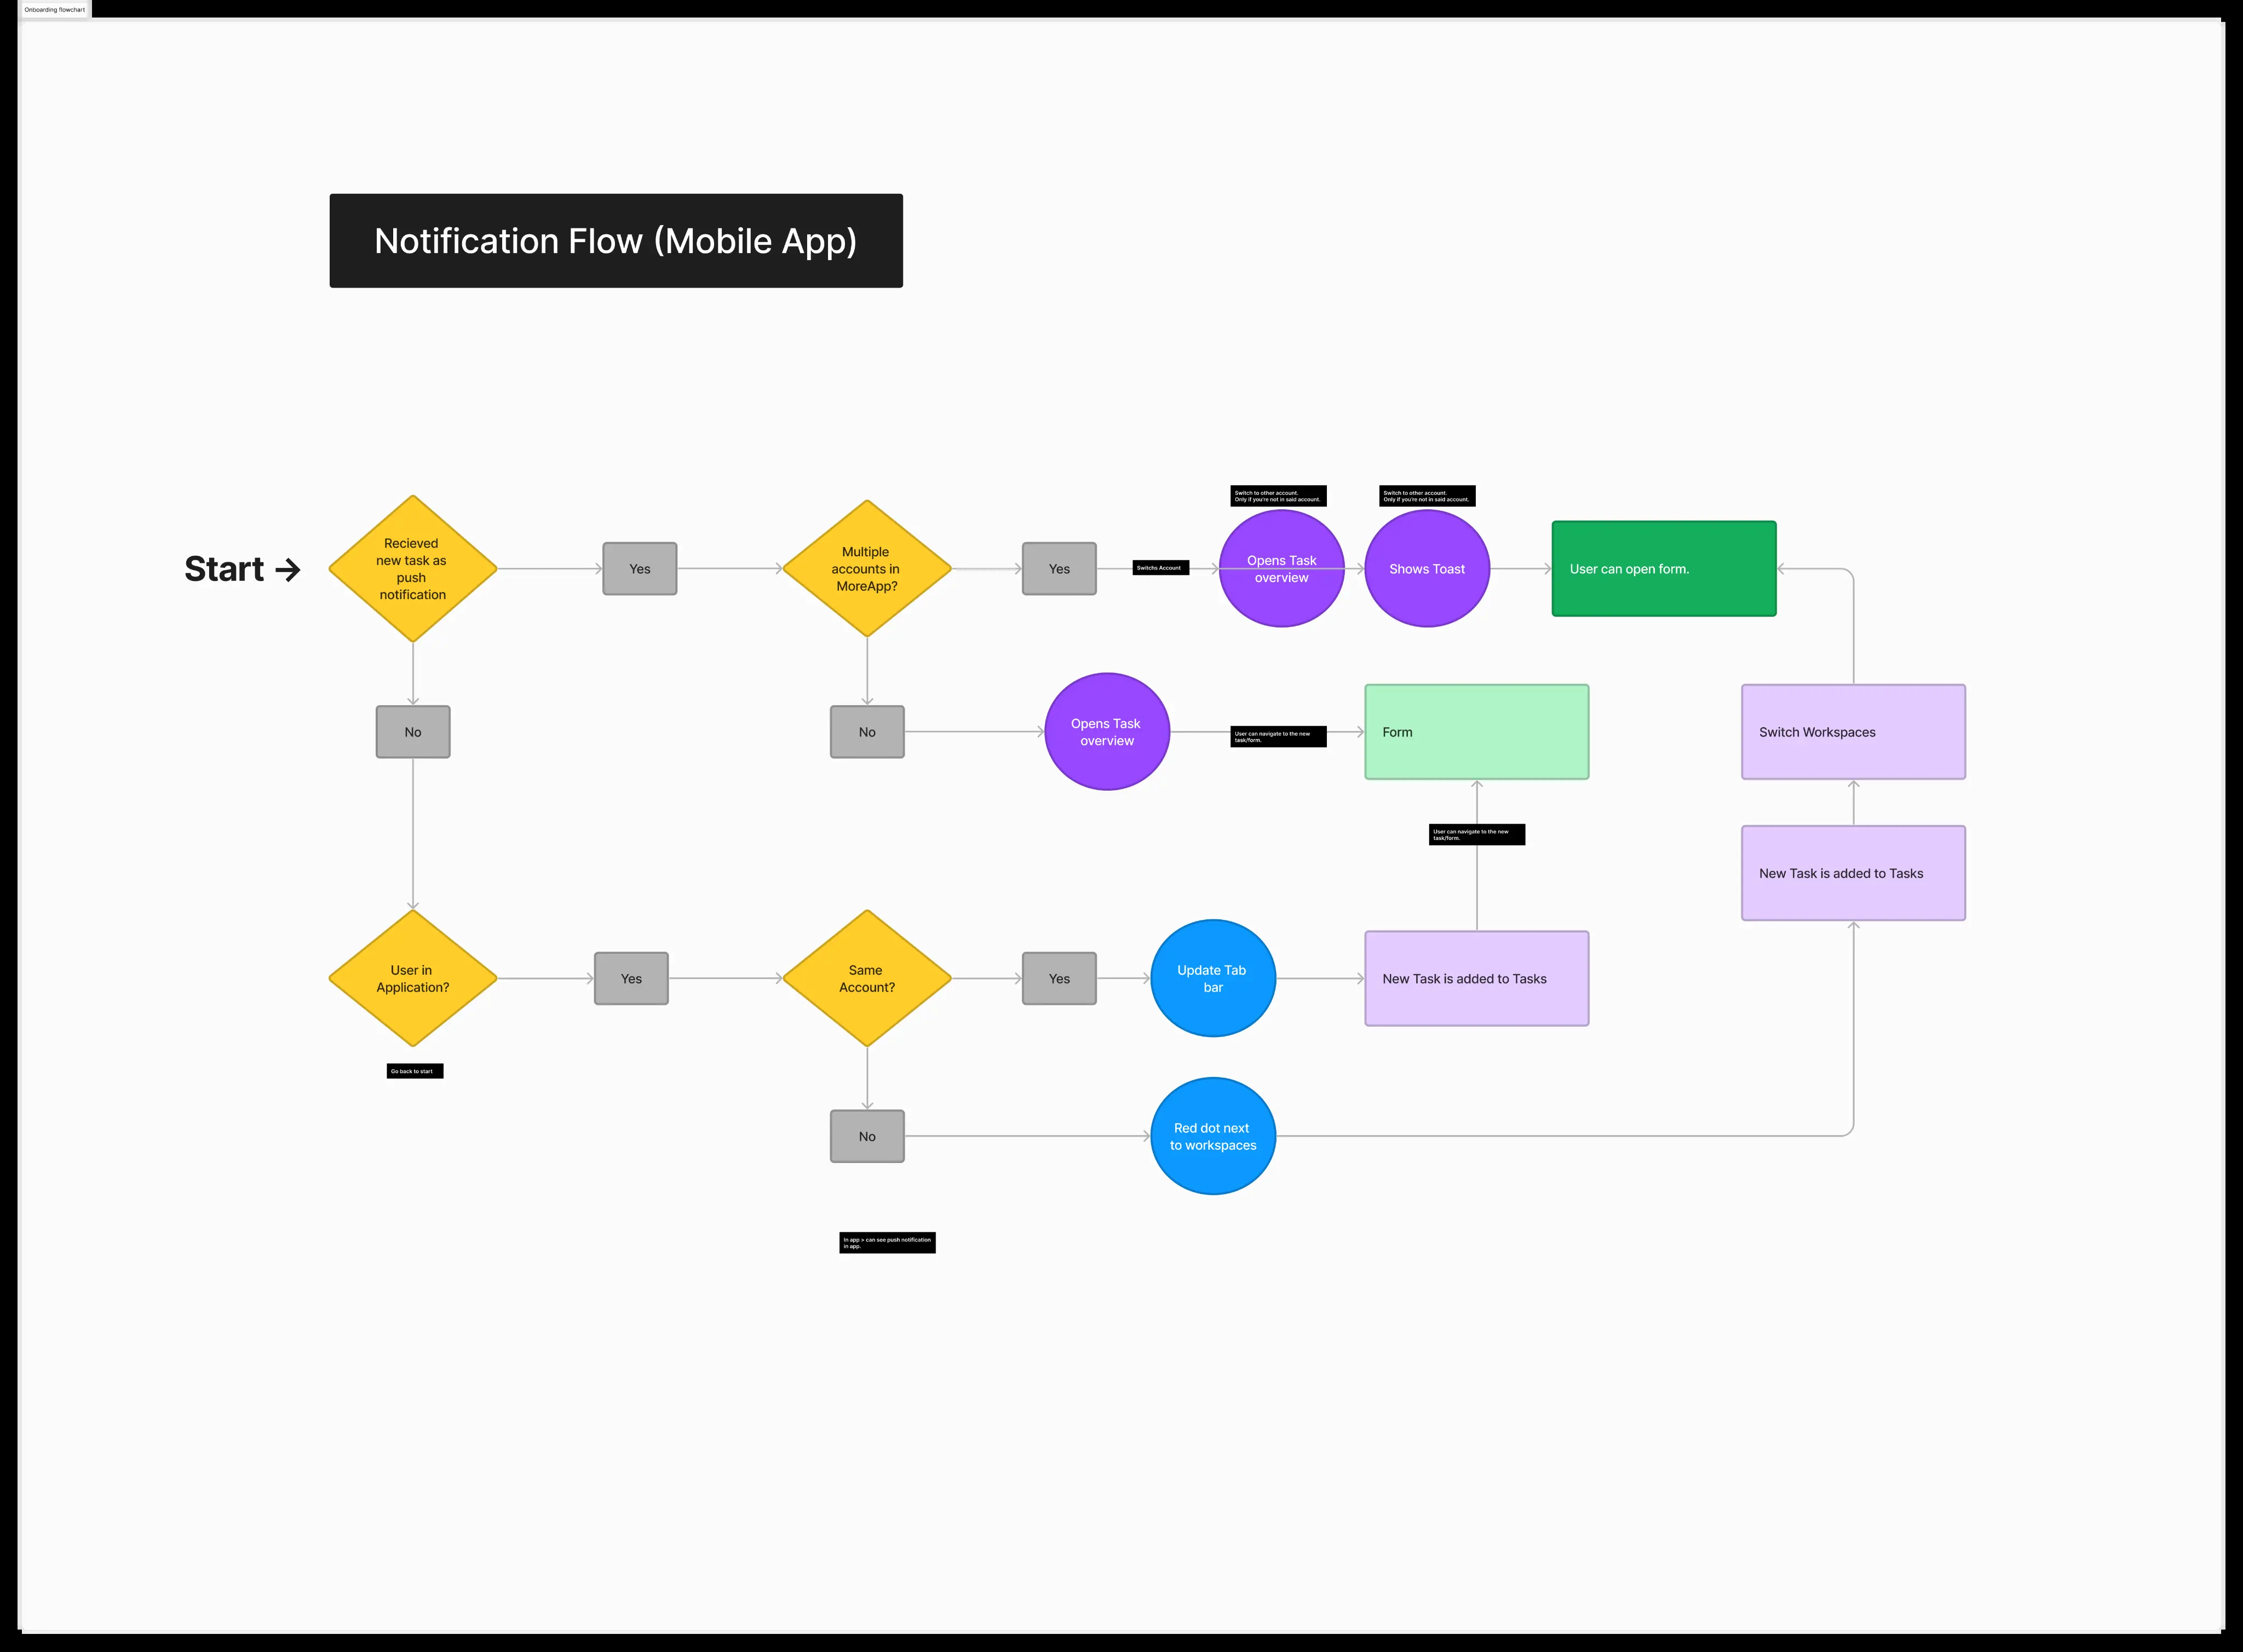 Onboarding flowchart
Notification Flow (Mobile App)
Switch to other account.
Only if you're not in said account.
Switch to other account.
Only if you're not in said account.
Start →
Recieved
new task as
push
notification
Yes
Multiple
accounts in
MoreApp?
Yes
Switchs Account
Opens Task
overview
Shows Toast
User can open form.
No
No
Opens Task
overview
User can navigate to the new
task/form.
Form
Switch Workspaces
User can navigate to the new
task/form.
New Task is added to Tasks
User in
Application?
Yes
Same
Account?
Yes
Update Tab
bar
New Task is added to Tasks
Go back to start
No
Red dot next
to workspaces
In app > can see push notification
in app.